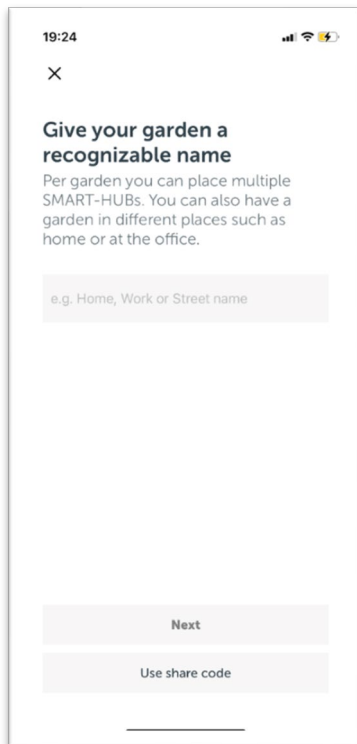 19:24
Give your garden a
recognizable name
Per garden you can place multiple
SMART-HUBs. You can also have a
garden in different places such as
home or at the office.
e.g. Home, Work or Street name
Next
Use share code